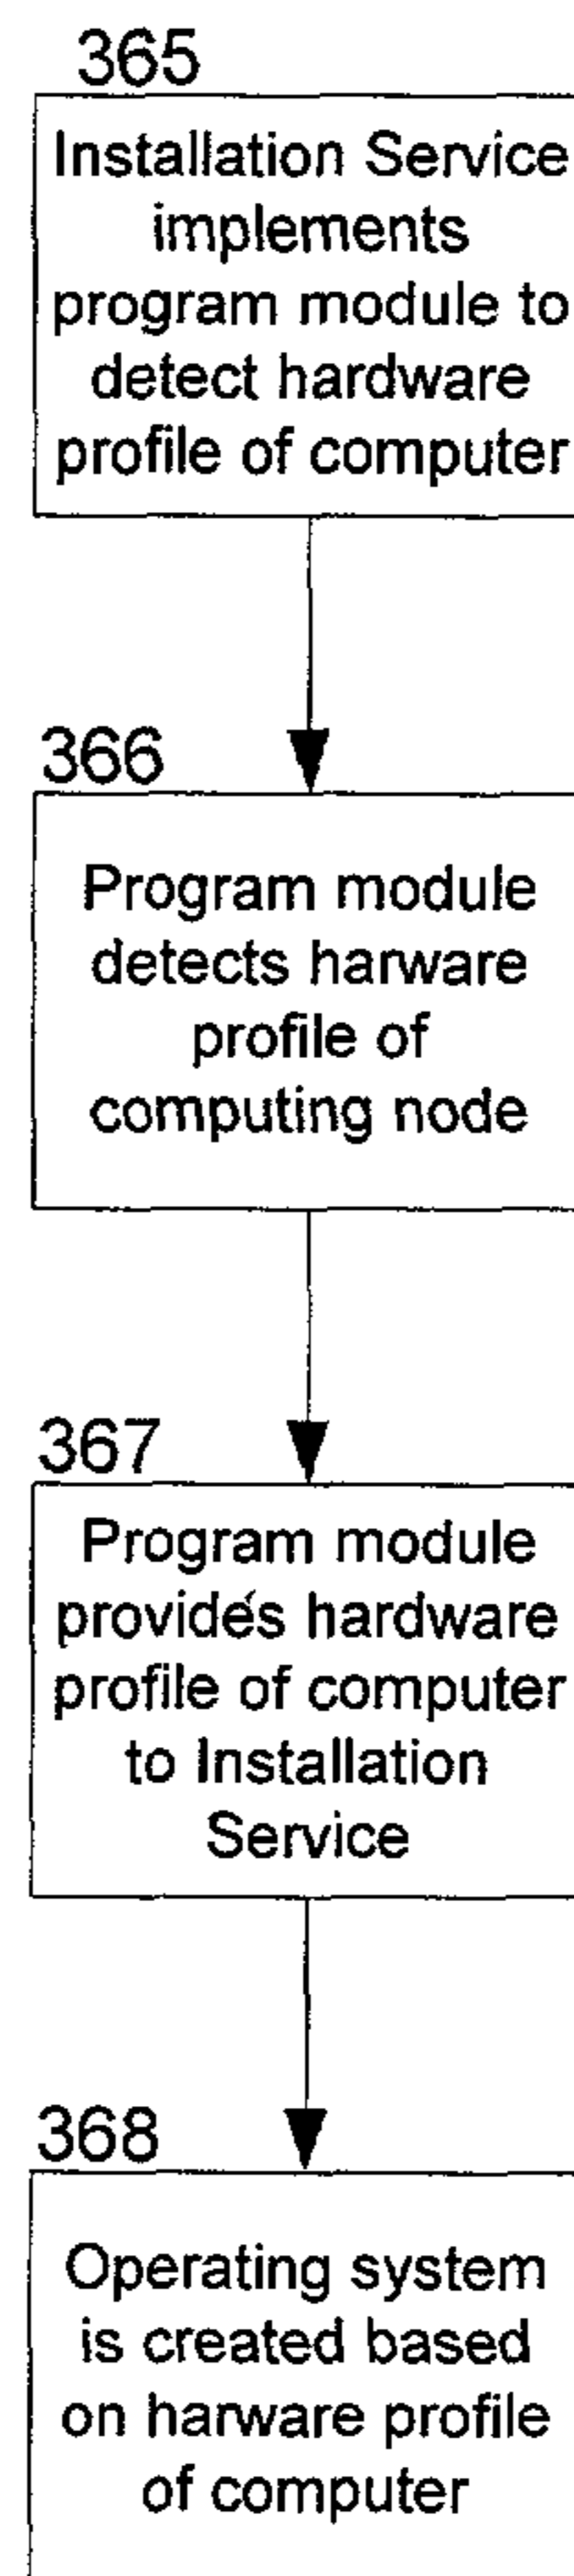 365
Installation Service
implements
program module to
detect hardware
profile of computer
366
Program module
detects harware
profile of
computing node
367
Program module
provides hardware
profile of computer
to Installation
Service
368
Operating system
is created based
on harware profile
of computer